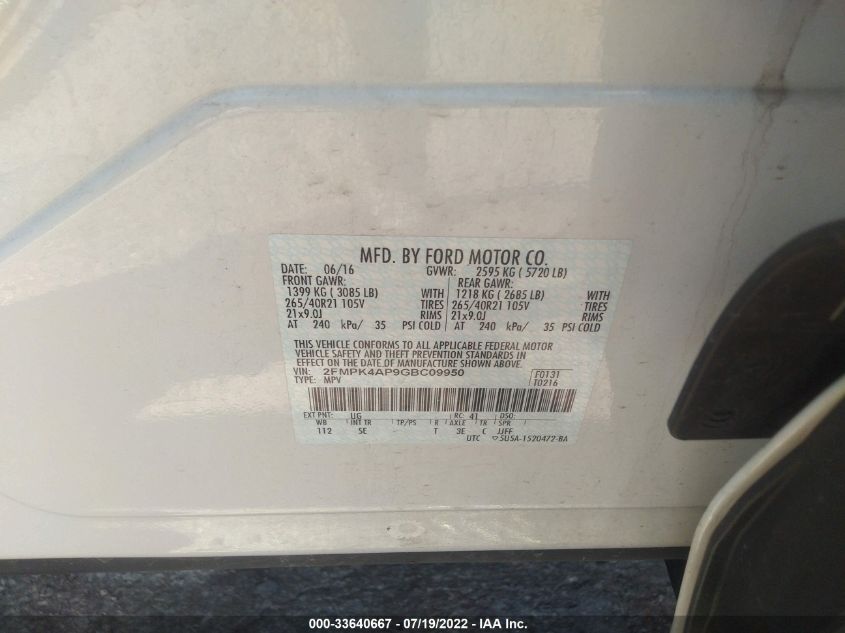 MFD. BY FORD MOTOR CO.
DATE: 06/16 GVWR: 2595 KG ( 5720 LB)
FRONT GAWR: REAR GAWR:
1399 KG ( 3085 LB) WITH 1218 KG ( 2685 LB) WITH
265/40R21 105V TIRES 265/40R21 105V TIRES
21x9.0J RIMS 21x9.0J RIMS
AT 240 kPa/ 35 PSI COLD AT 240 kPa/ 35 PSI COLD
THIS VEHICLE CONFORMS TO ALL APPLICABLE FEDERAL MOTOR
VEHICLE SAFETY AND THEFT PREVENTION STANDARDS IN
EFFECT ON THE DATE OF MANUFACTURE SHOWN ABOVE.
VIN: 2FMPK4AP9GBC09950 F0131
TYPE: MPV T0216
EXT PNT: UG RC: 41 DSO:
WB INT TR TP/PS R AXLE TR SPR
112 5E T 3E C JJFF
UTC ▽5U5A-1520472-BA
000-33640667 - 07/19/2022 - IAA Inc.